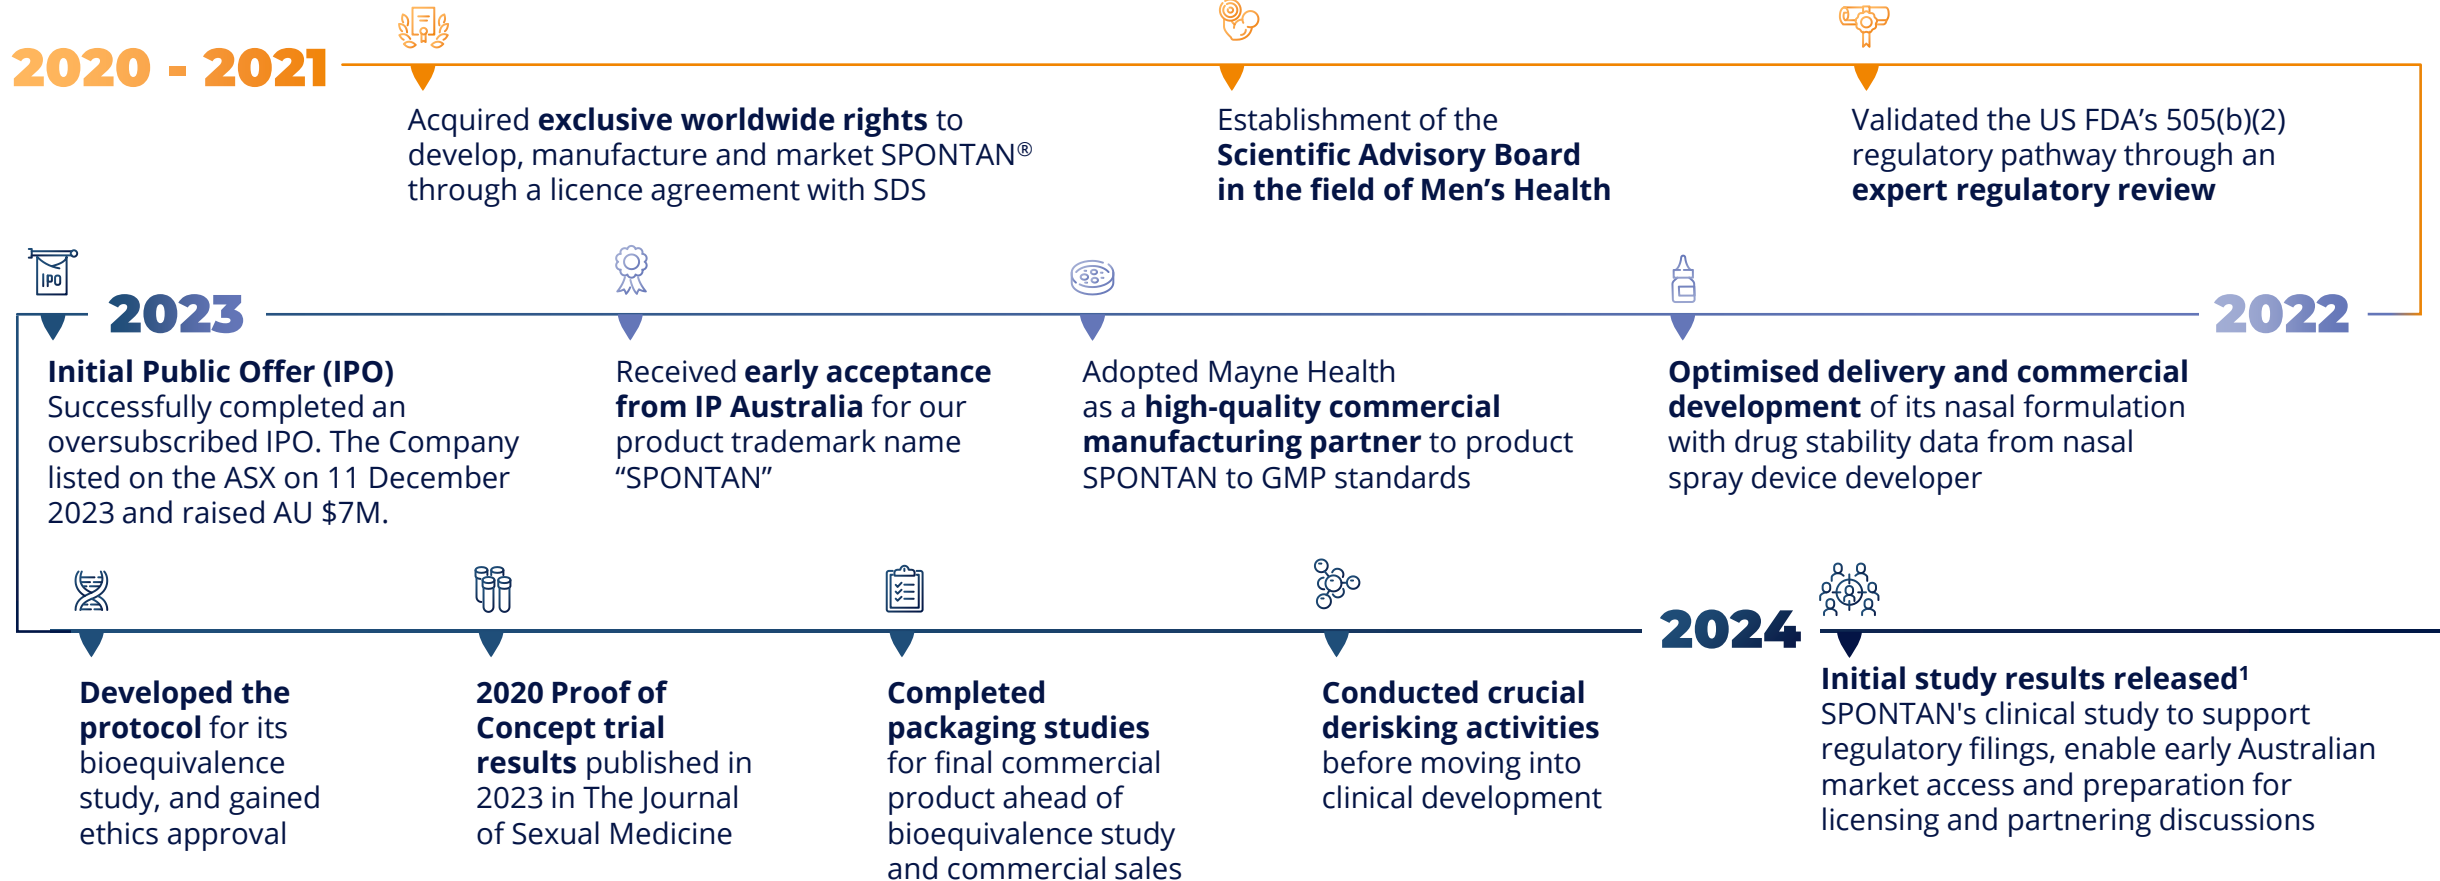 2020 - 2021
Acquired exclusive worldwide rights to
develop, manufacture and market SPONTAN®
through a licence agreement with SDS
Establishment of the
Scientific Advisory Board
in the field of Men’s Health
Validated the US FDA’s 505(b)(2)
regulatory pathway through an
expert regulatory review
2022
Optimised delivery and commercial
development of its nasal formulation
with drug stability data from nasal
spray device developer
Adopted Mayne Health
as a high-quality commercial
manufacturing partner to product
SPONTAN to GMP standards
Received early acceptance
from IP Australia for our
product trademark name
“SPONTAN”
2023
IPO
Initial Public Offer (IPO)
Successfully completed an
oversubscribed IPO. The Company
listed on the ASX on 11 December
2023 and raised AU $7M.
Developed the
protocol for its
bioequivalence
study, and gained
ethics approval
2020 Proof of
Concept trial
results published in
2023 in The Journal
of Sexual Medicine
Completed
packaging studies
for final commercial
product ahead of
bioequivalence study
and commercial sales
Conducted crucial
derisking activities
before moving into
clinical development
2024
Initial study results released¹
SPONTAN's clinical study to support
regulatory filings, enable early Australian
market access and preparation for
licensing and partnering discussions